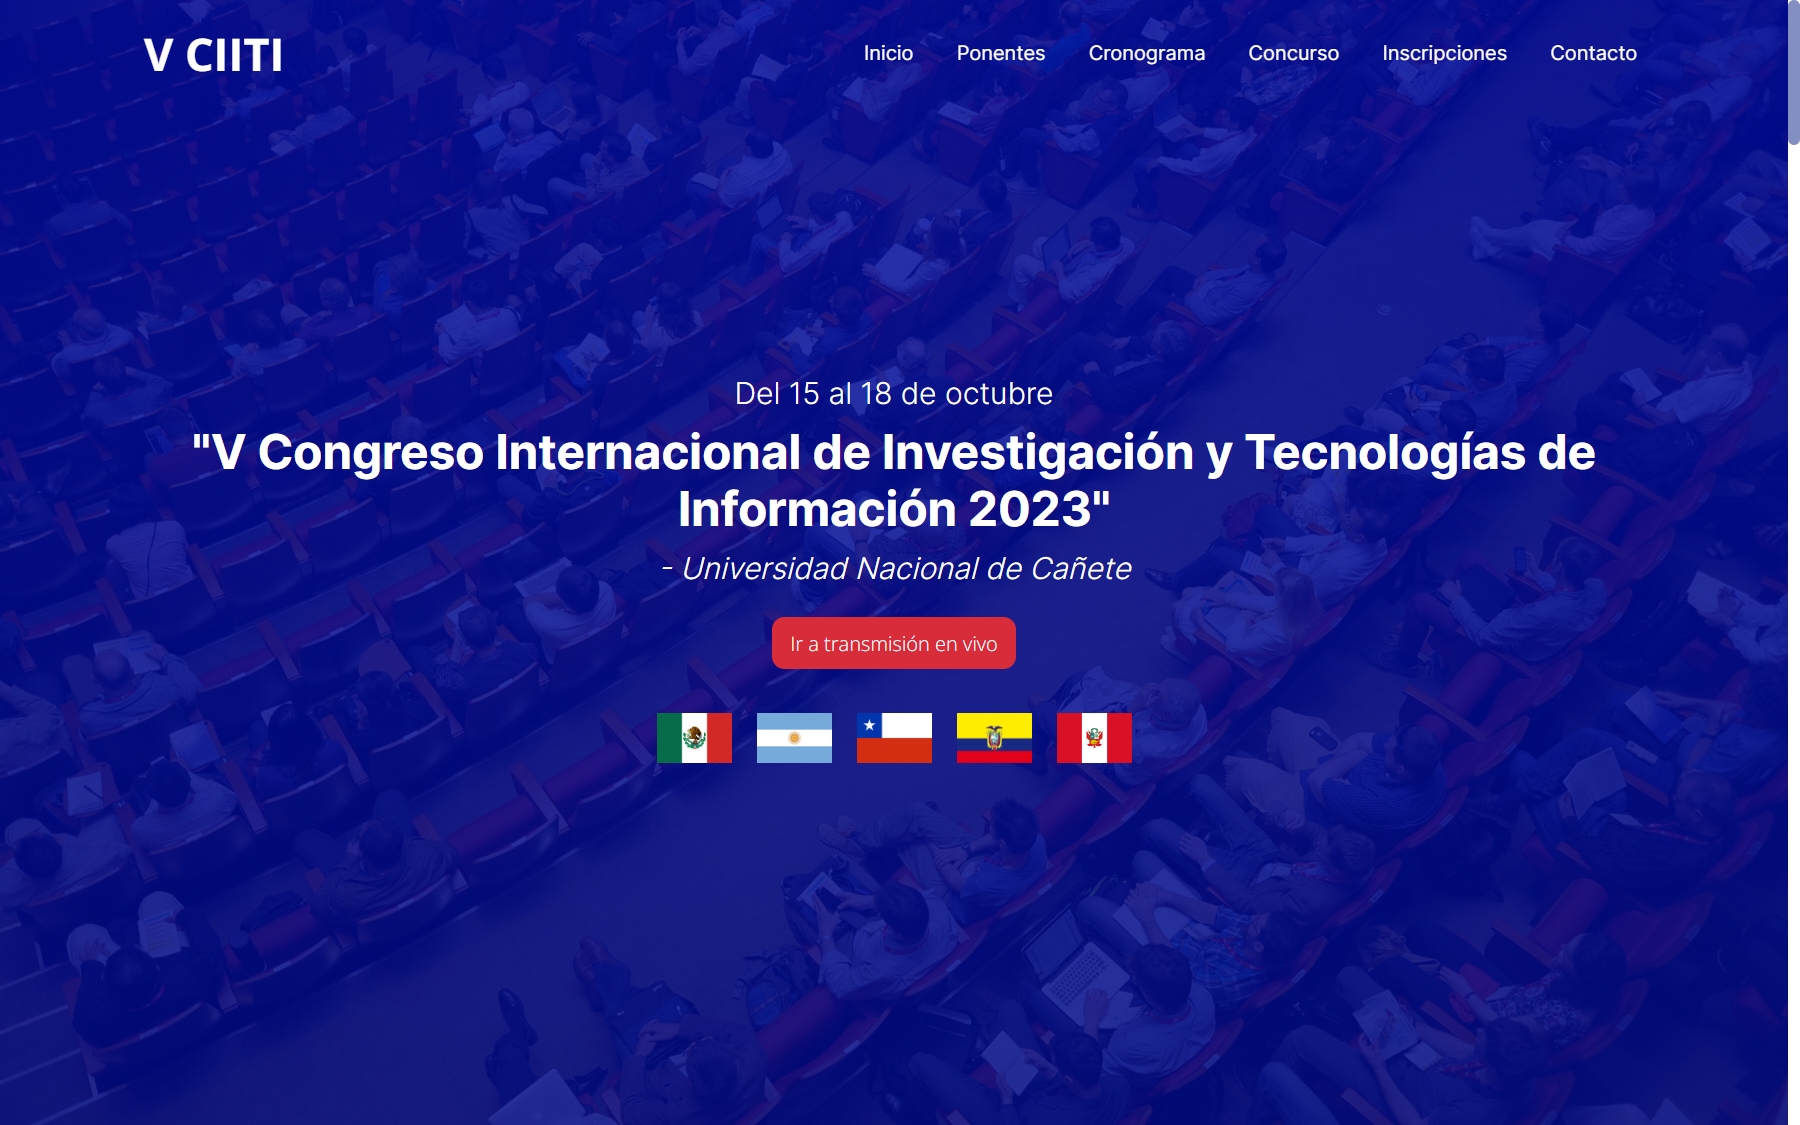 V CIITI
Inicio Ponentes Cronograma Concurso Inscripciones Contacto
Del 15 al 18 de octubre
"V Congreso Internacional de Investigación y Tecnologías de
Información 2023"
- Universidad Nacional de Cañete
Ir a transmisión en vivo